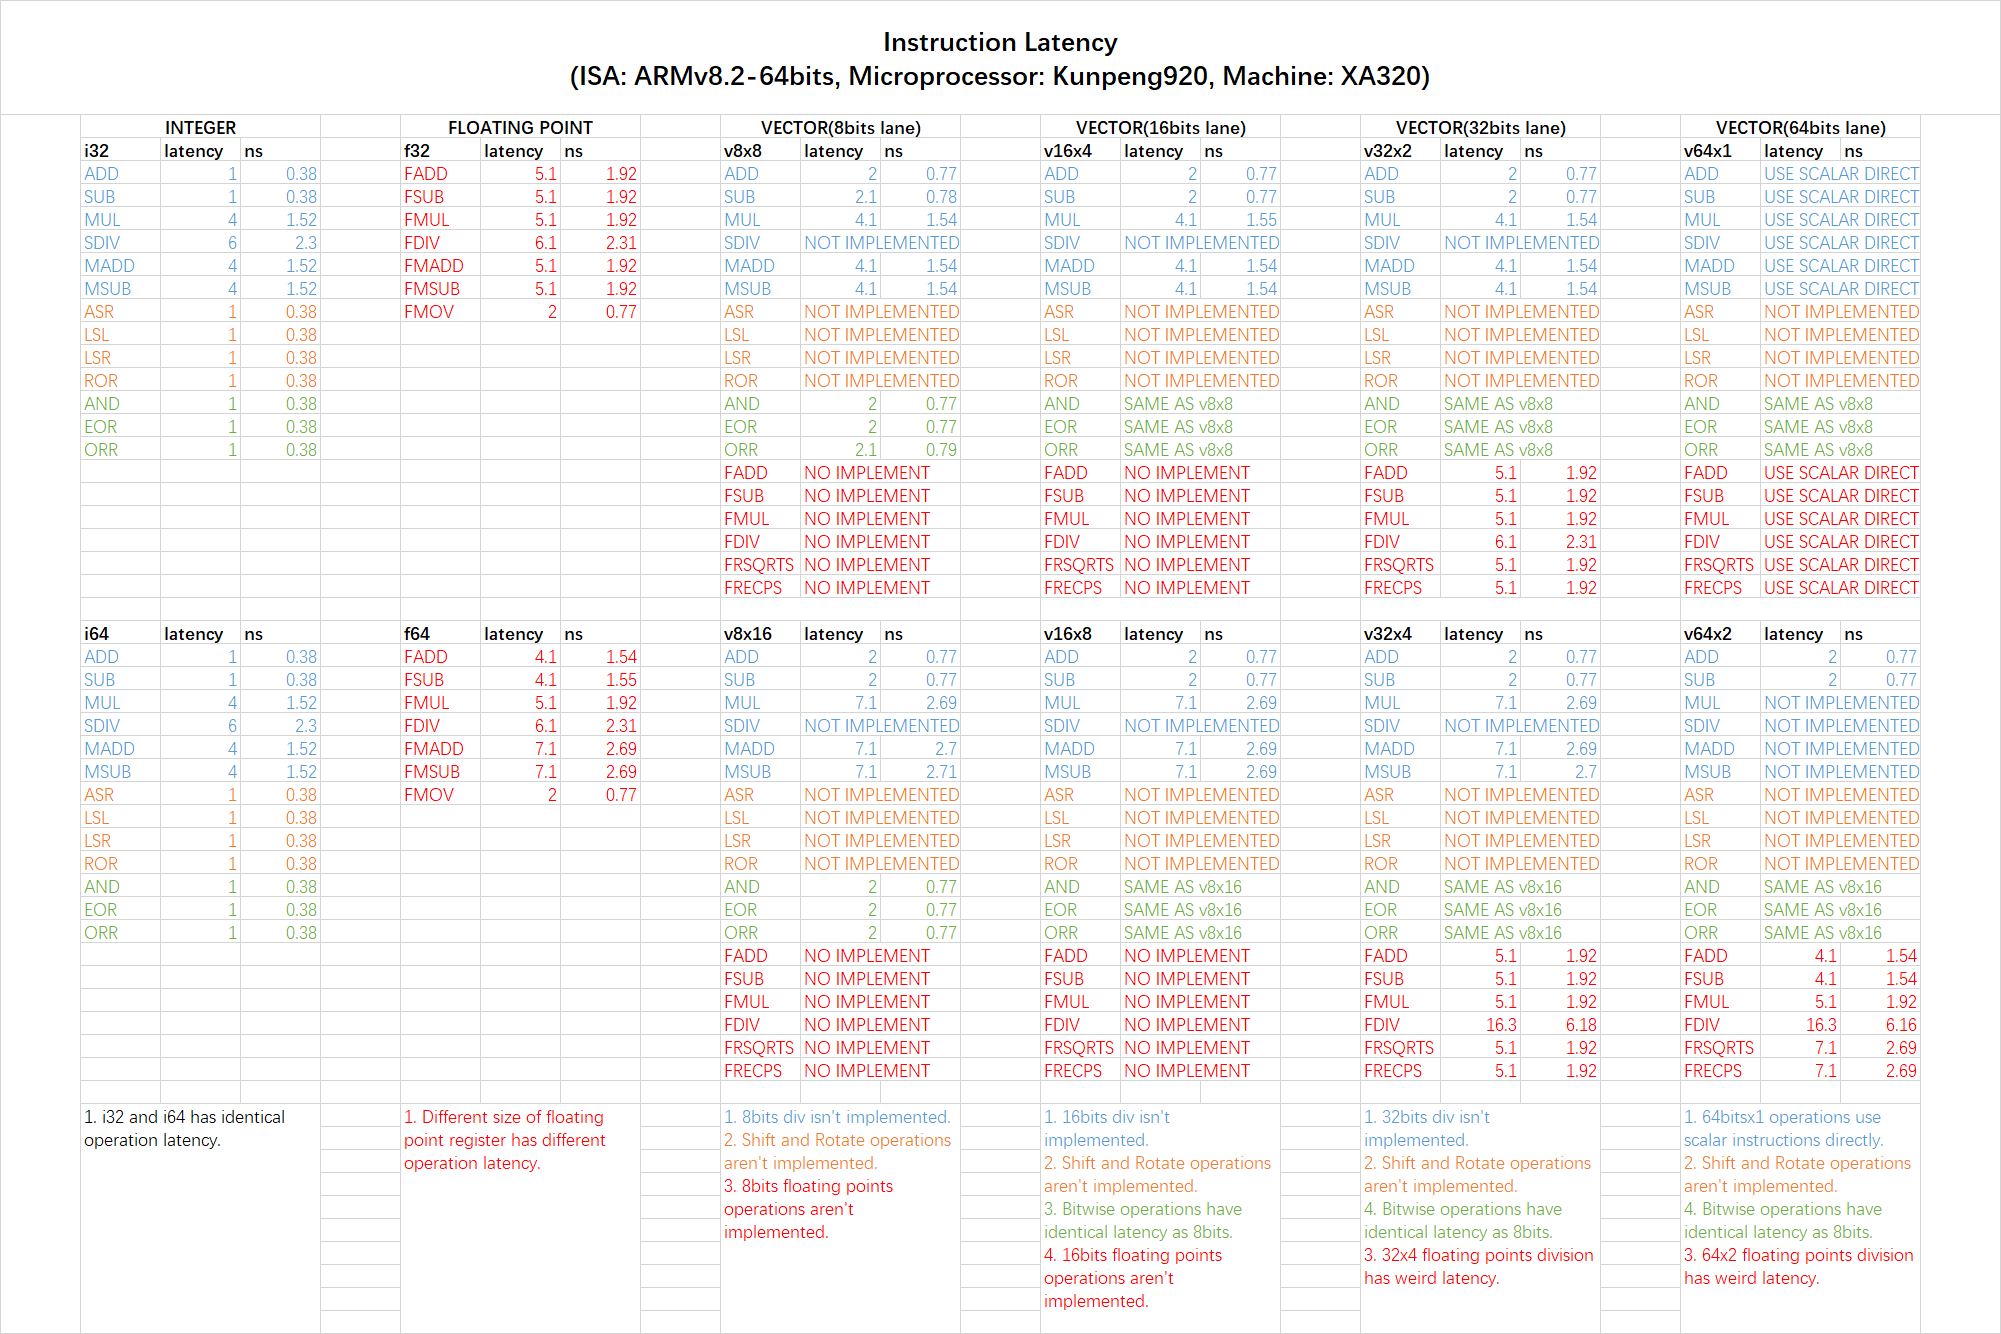 Instruction Latency
(ISA: ARMv8.2-64bits, Microprocessor: Kunpeng920, Machine: XA320)
INTEGER FLOATING POINT VECTOR(8bits lane) VECTOR(16bits lane) VECTOR(32bits lane) VECTOR(64bits lane)
i32 latency ns f32 latency ns v8x8 latency ns v16x4 latency ns v32x2 latency ns v64x1 latency ns
ADD 1 0.38 FADD 5.1 1.92 ADD 2 0.77 ADD 2 0.77 ADD 2 0.77 ADD USE SCALAR DIRECT
SUB 1 0.38 FSUB 5.1 1.92 SUB 2.1 0.78 SUB 2 0.77 SUB 2 0.77 SUB USE SCALAR DIRECT
MUL 4 1.52 FMUL 5.1 1.92 MUL 4.1 1.54 MUL 4.1 1.55 MUL 4.1 1.54 MUL USE SCALAR DIRECT
SDIV 6 2.3 FDIV 6.1 2.31 SDIV NOT IMPLEMENTED SDIV NOT IMPLEMENTED SDIV NOT IMPLEMENTED SDIV USE SCALAR DIRECT
MADD 4 1.52 FMADD 5.1 1.92 MADD 4.1 1.54 MADD 4.1 1.54 MADD 4.1 1.54 MADD USE SCALAR DIRECT
MSUB 4 1.52 FMSUB 5.1 1.92 MSUB 4.1 1.54 MSUB 4.1 1.54 MSUB 4.1 1.54 MSUB USE SCALAR DIRECT
ASR 1 0.38 FMOV 2 0.77 ASR NOT IMPLEMENTED ASR NOT IMPLEMENTED ASR NOT IMPLEMENTED ASR NOT IMPLEMENTED
LSL 1 0.38 LSL NOT IMPLEMENTED LSL NOT IMPLEMENTED LSL NOT IMPLEMENTED LSL NOT IMPLEMENTED
LSR 1 0.38 LSR NOT IMPLEMENTED LSR NOT IMPLEMENTED LSR NOT IMPLEMENTED LSR NOT IMPLEMENTED
ROR 1 0.38 ROR NOT IMPLEMENTED ROR NOT IMPLEMENTED ROR NOT IMPLEMENTED ROR NOT IMPLEMENTED
AND 1 0.38 AND 2 0.77 AND SAME AS v8x8 AND SAME AS v8x8 AND SAME AS v8x8
EOR 1 0.38 EOR 2 0.77 EOR SAME AS v8x8 EOR SAME AS v8x8 EOR SAME AS v8x8
ORR 1 0.38 ORR 2.1 0.79 ORR SAME AS v8x8 ORR SAME AS v8x8 ORR SAME AS v8x8
FADD NO IMPLEMENT FADD NO IMPLEMENT FADD 5.1 1.92 FADD USE SCALAR DIRECT
FSUB NO IMPLEMENT FSUB NO IMPLEMENT FSUB 5.1 1.92 FSUB USE SCALAR DIRECT
FMUL NO IMPLEMENT FMUL NO IMPLEMENT FMUL 5.1 1.92 FMUL USE SCALAR DIRECT
FDIV NO IMPLEMENT FDIV NO IMPLEMENT FDIV 6.1 2.31 FDIV USE SCALAR DIRECT
FRSQRTS NO IMPLEMENT FRSQRTS NO IMPLEMENT FRSQRTS 5.1 1.92 FRSQRTS USE SCALAR DIRECT
FRECPS NO IMPLEMENT FRECPS NO IMPLEMENT FRECPS 5.1 1.92 FRECPS USE SCALAR DIRECT
i64 latency ns f64 latency ns v8x16 latency ns v16x8 latency ns v32x4 latency ns v64x2 latency ns
ADD 1 0.38 FADD 4.1 1.54 ADD 2 0.77 ADD 2 0.77 ADD 2 0.77 ADD 2 0.77
SUB 1 0.38 FSUB 4.1 1.55 SUB 2 0.77 SUB 2 0.77 SUB 2 0.77 SUB 2 0.77
MUL 4 1.52 FMUL 5.1 1.92 MUL 7.1 2.69 MUL 7.1 2.69 MUL 7.1 2.69 MUL NOT IMPLEMENTED
SDIV 6 2.3 FDIV 6.1 2.31 SDIV NOT IMPLEMENTED SDIV NOT IMPLEMENTED SDIV NOT IMPLEMENTED SDIV NOT IMPLEMENTED
MADD 4 1.52 FMADD 7.1 2.69 MADD 7.1 2.7 MADD 7.1 2.69 MADD 7.1 2.69 MADD NOT IMPLEMENTED
MSUB 4 1.52 FMSUB 7.1 2.69 MSUB 7.1 2.71 MSUB 7.1 2.69 MSUB 7.1 2.7 MSUB NOT IMPLEMENTED
ASR 1 0.38 FMOV 2 0.77 ASR NOT IMPLEMENTED ASR NOT IMPLEMENTED ASR NOT IMPLEMENTED ASR NOT IMPLEMENTED
LSL 1 0.38 LSL NOT IMPLEMENTED LSL NOT IMPLEMENTED LSL NOT IMPLEMENTED LSL NOT IMPLEMENTED
LSR 1 0.38 LSR NOT IMPLEMENTED LSR NOT IMPLEMENTED LSR NOT IMPLEMENTED LSR NOT IMPLEMENTED
ROR 1 0.38 ROR NOT IMPLEMENTED ROR NOT IMPLEMENTED ROR NOT IMPLEMENTED ROR NOT IMPLEMENTED
AND 1 0.38 AND 2 0.77 AND SAME AS v8x16 AND SAME AS v8x16 AND SAME AS v8x16
EOR 1 0.38 EOR 2 0.77 EOR SAME AS v8x16 EOR SAME AS v8x16 EOR SAME AS v8x16
ORR 1 0.38 ORR 2 0.77 ORR SAME AS v8x16 ORR SAME AS v8x16 ORR SAME AS v8x16
FADD NO IMPLEMENT FADD NO IMPLEMENT FADD 5.1 1.92 FADD 4.1 1.54
FSUB NO IMPLEMENT FSUB NO IMPLEMENT FSUB 5.1 1.92 FSUB 4.1 1.54
FMUL NO IMPLEMENT FMUL NO IMPLEMENT FMUL 5.1 1.92 FMUL 5.1 1.92
FDIV NO IMPLEMENT FDIV NO IMPLEMENT FDIV 16.3 6.18 FDIV 16.3 6.16
FRSQRTS NO IMPLEMENT FRSQRTS NO IMPLEMENT FRSQRTS 5.1 1.92 FRSQRTS 7.1 2.69
FRECPS NO IMPLEMENT FRECPS NO IMPLEMENT FRECPS 5.1 1.92 FRECPS 7.1 2.69
1. i32 and i64 has identical
operation latency.
1. Different size of floating
point register has different
operation latency.
1. 8bits div isn't implemented.
2. Shift and Rotate operations
aren't implemented.
3. 8bits floating points
operations aren't
implemented.
1. 16bits div isn't
implemented.
2. Shift and Rotate operations
aren't implemented.
3. Bitwise operations have
identical latency as 8bits.
4. 16bits floating points
operations aren't
implemented.
1. 32bits div isn't
implemented.
2. Shift and Rotate operations
aren't implemented.
4. Bitwise operations have
identical latency as 8bits.
3. 32x4 floating points division
has weird latency.
1. 64bitsx1 operations use
scalar instructions directly.
2. Shift and Rotate operations
aren't implemented.
4. Bitwise operations have
identical latency as 8bits.
3. 64x2 floating points division
has weird latency.